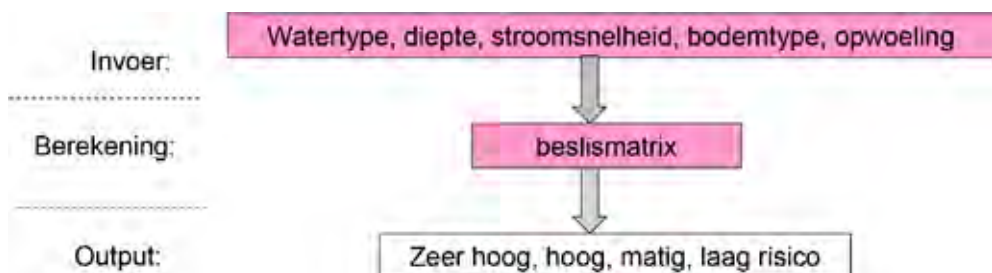 Watertype, diepte, stroomsnelheid, bodemtype, opwoeling
Invoer:
Berekening:
beslismatrix
Output:
Zeer hoog, hoog, matig, laag risico